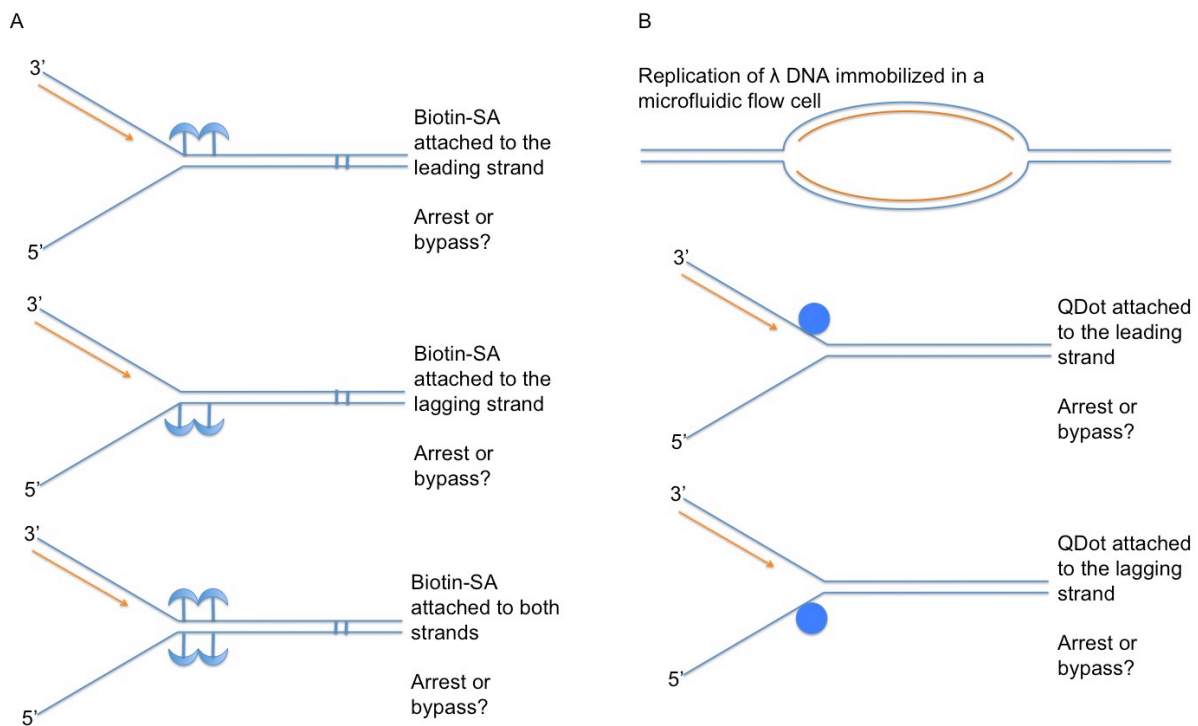 A
3’
Biotin-SA
attached to the
leading strand
Arrest or
bypass?
5’
3’
Biotin-SA
attached to the
lagging strand
Arrest or
bypass?
5’
3’
Biotin-SA
attached to both
strands
Arrest or
bypass?
5’
B
Replication of λ DNA immobilized in a
microfluidic flow cell
3’
QDot attached
to the leading
strand
Arrest or
bypass?
5’
3’
QDot attached
to the lagging
strand
Arrest or
bypass?
5’